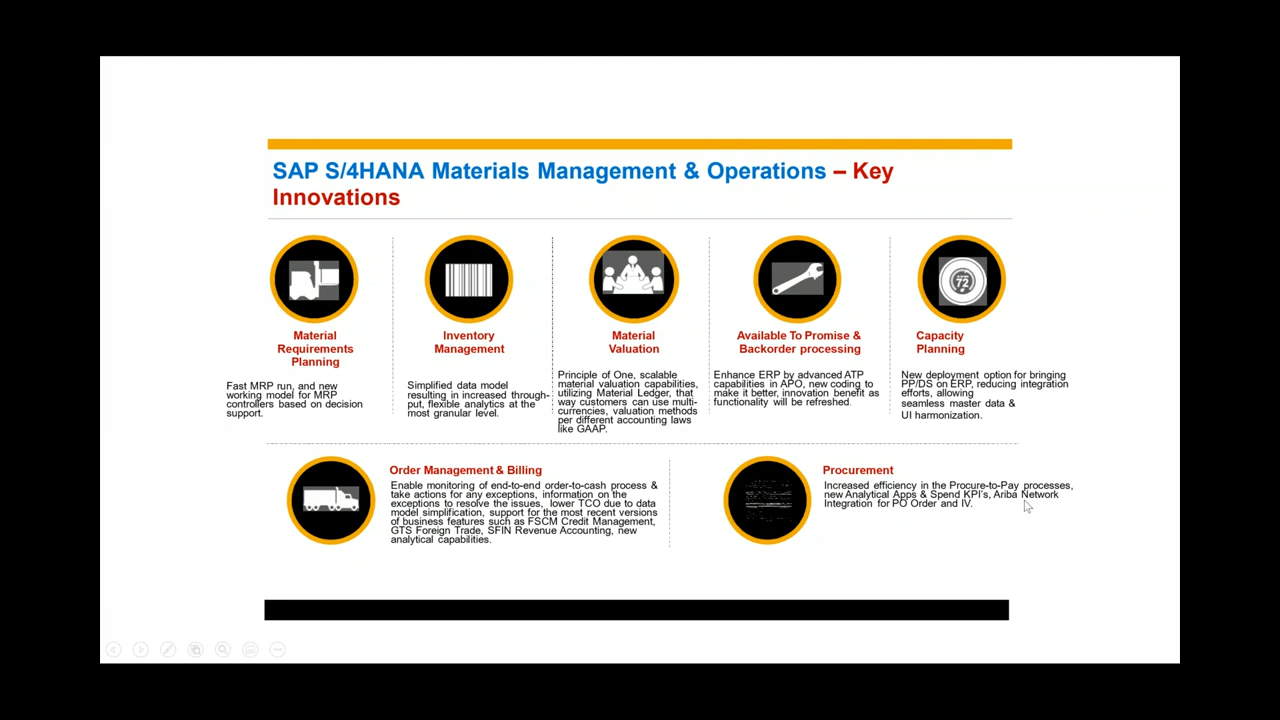 SAP S/4HANA Materials Management & Operations – Key
Innovations
Material
Requirements
Planning
Fast MRP run, and new
working model for MRP
controllers based on decision
support.
Inventory
Management
Simplified data model
resulting in increased through-
put, flexible analytics at the
most granular level.
Material
Valuation
Principle of One, scalable
material valuation capabilities,
utilizing Material Ledger, that
way customers can use multi-
currencies, valuation methods
per different accounting laws
like GAAP.
Available To Promise &
Backorder processing
Enhance ERP by advanced ATP
capabilities in APO, new coding to
make it better, innovation benefit as
functionality will be refreshed.
72
Capacity
Planning
New deployment option for bringing
PP/DS on ERP, reducing integration
efforts, allowing
seamless master data &
UI harmonization.
Order Management & Billing
Enable monitoring of end-to-end order-to-cash process &
take actions for any exceptions, information on the
exceptions to resolve the issues, lower TCO due to data
model simplification, support for the most recent versions
of business features such as FSCM Credit Management,
GTS Foreign Trade, SFIN Revenue Accounting, new
analytical capabilities.
Procurement
Increased efficiency in the Procure-to-Pay processes,
new Analytical Apps & Spend KPI's, Ariba Network
Integration for PO Order and IV.